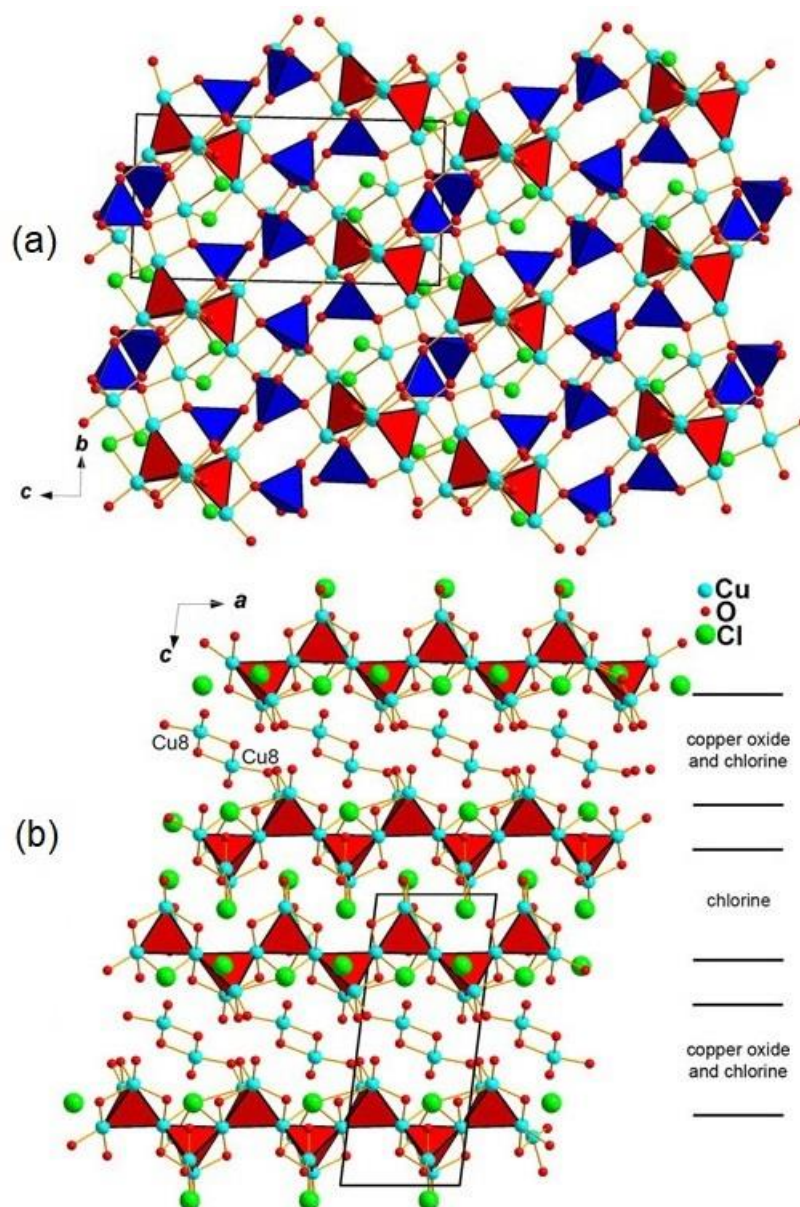 (a)
b
c
a
c
Cu
O
Cl
Cu8
Cu8
copper oxide
and chlorine
(b)
chlorine
copper oxide
and chlorine